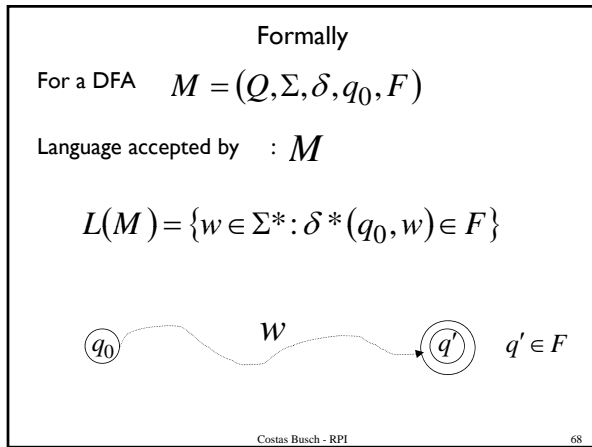 Formally
For a DFA M = (Q, Σ, δ, q₀, F)
Language accepted by : M
L(M) = {w ∈ Σ* : δ*(q₀, w) ∈ F}
q₀ w q′ q′ ∈ F
Costas Busch - RPI 68